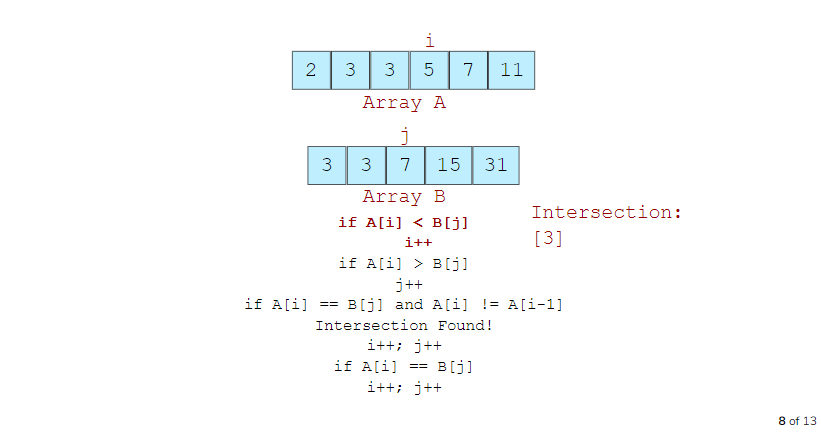 i
2 3 3 5 7 11
Array A
j
3 3 7 15 31
Array B
if A[i] < B[j]
i++
if A[i] > B[j]
j++
if A[i] == B[j] and A[i] != A[i-1]
Intersection Found!
i++; j++
if A[i] == B[j]
i++; j++
Intersection:
[3]
8 of 13